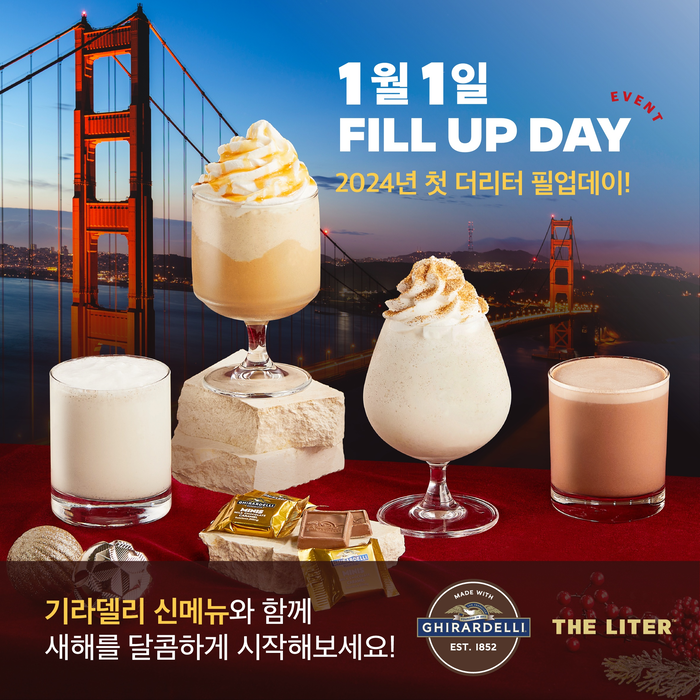 1월 1일
EVENT
FILL UP DAY
2024년 첫 더리터 필업데이!
GHIRARDELLI
MINIS
기라델리 신메뉴와 함께
새해를 달콤하게 시작해보세요!
MADE WITH
GHIRARDELLI
EST. 1852
THE LITER